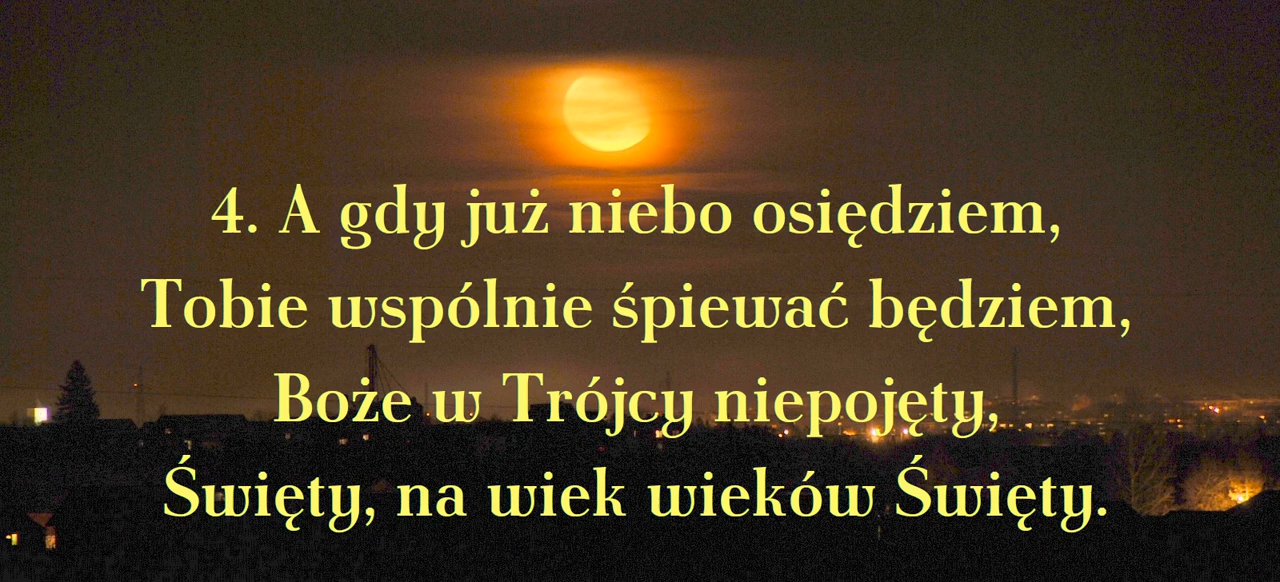 4. A gdy już niebo osiędziem,
Tobie wspólnie śpiewać będziem,
Boże w Trójcy niepojęty,
Święty, na wiek wieków Święty.